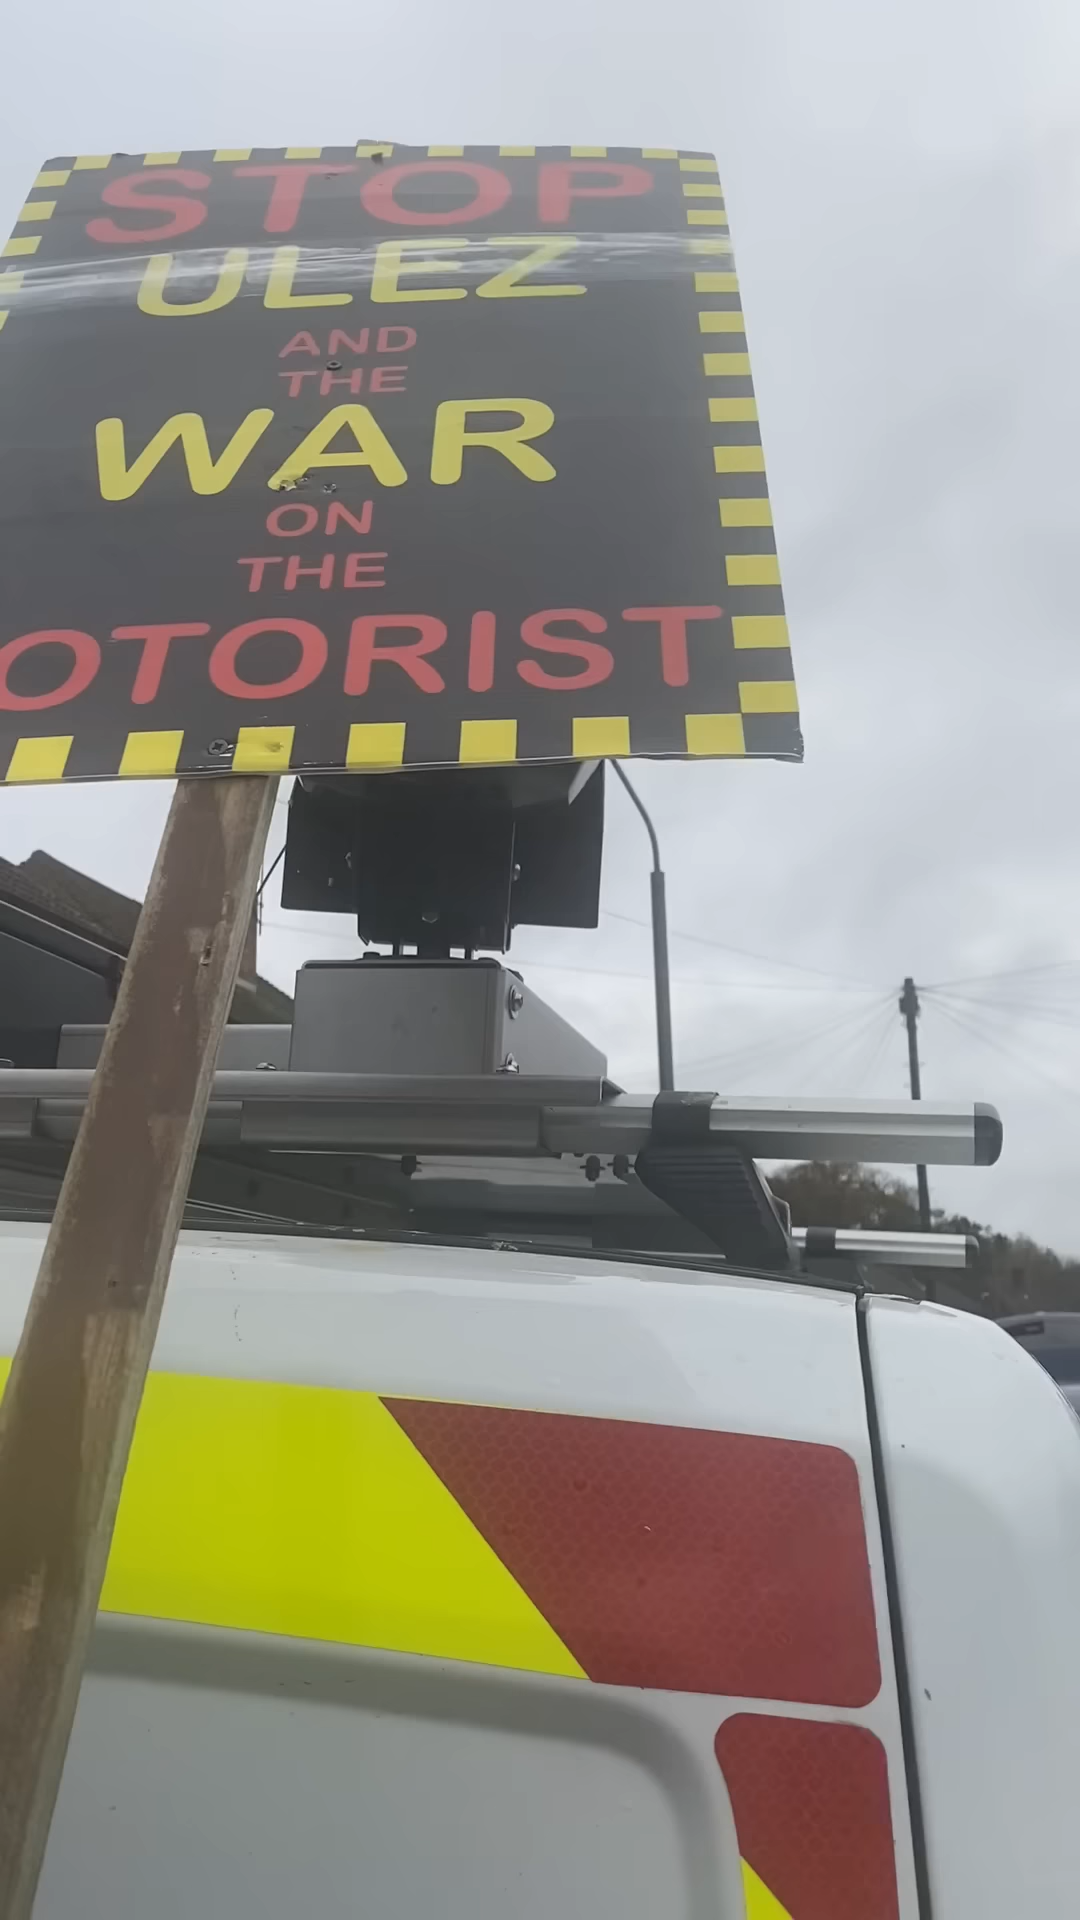 STOP
ULEZ
AND
THE
WAR
ON
THE
OTORIST